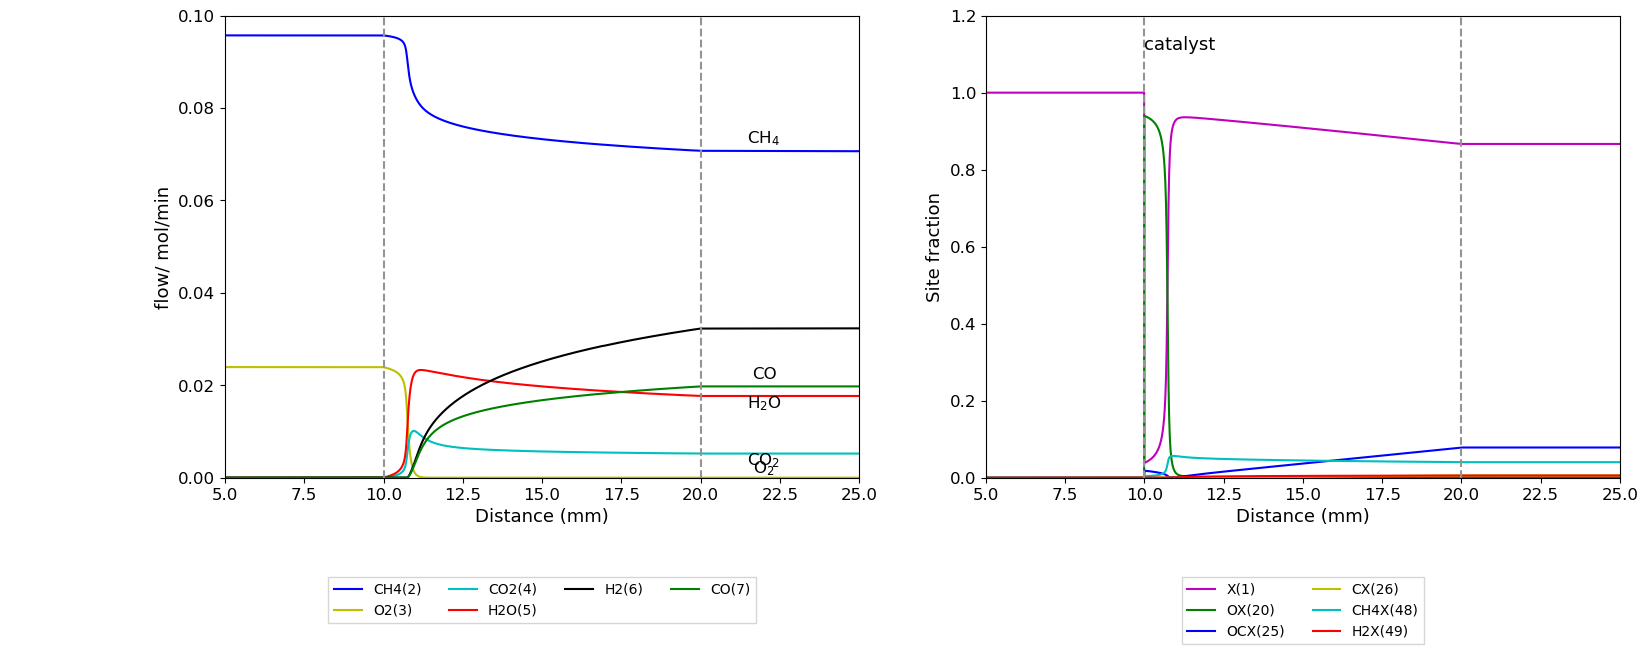 0.10
0.08
0.06
0.04
0.02
0.00
flow/ mol/min
CH4
CO
H2O
CO2
O2
5.0 7.5 10.0 12.5 15.0 17.5 20.0 22.5 25.0
Distance (mm)
CH4(2) CO2(4) H2(6) CO(7)
O2(3) H2O(5)
1.2
1.0
0.8
0.6
0.4
0.2
0.0
Site fraction
catalyst
5.0 7.5 10.0 12.5 15.0 17.5 20.0 22.5 25.0
Distance (mm)
X(1) CX(26)
OX(20) CH4X(48)
OCX(25) H2X(49)